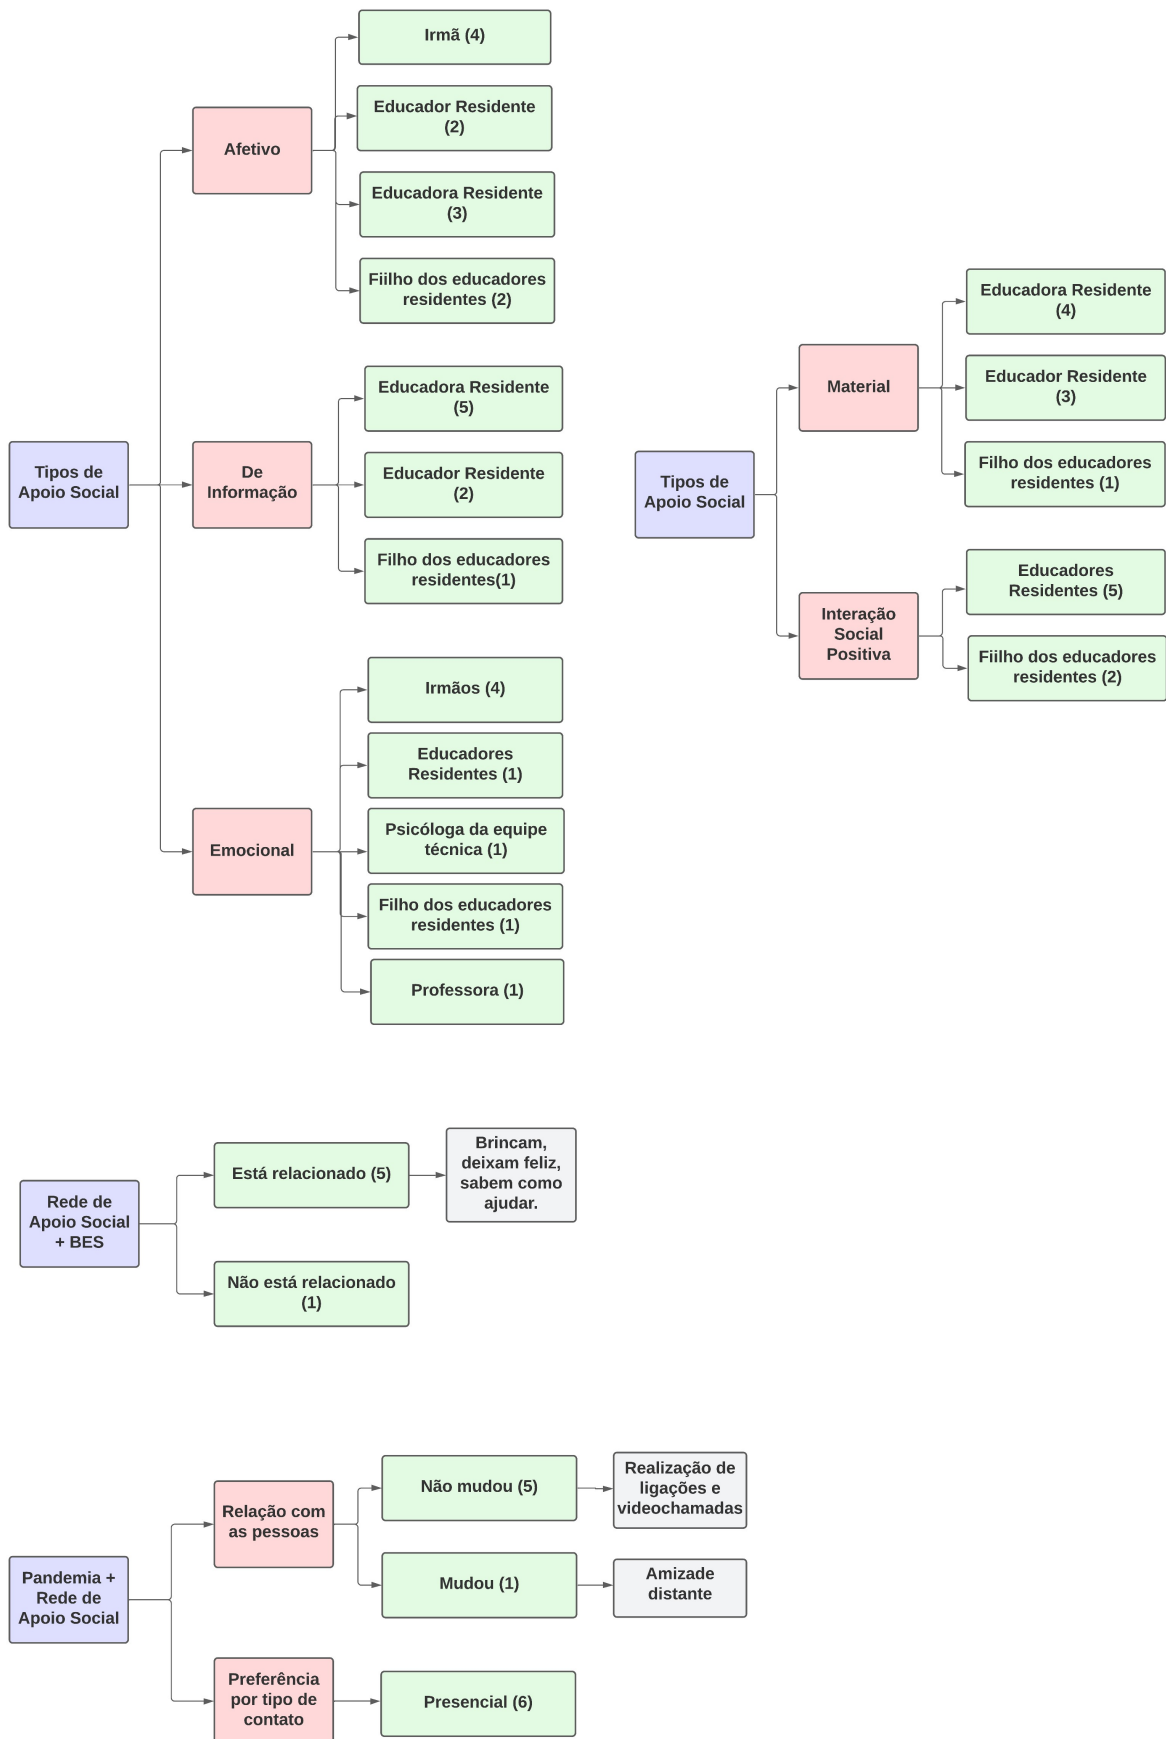 Irmã (4)
Educador Residente
(2)
Afetivo
Educadora Residente
(3)
Fiilho dos educadores
residentes (2)
Educadora Residente
(5)
Tipos de
Apoio Social
De
Informação
Educador Residente
(2)
Filho dos educadores
residentes(1)
Irmãos (4)
Educadores
Residentes (1)
Emocional
Psicóloga da equipe
técnica (1)
Filho dos educadores
residentes (1)
Professora (1)
Educadora Residente
(4)
Material
Educador Residente
(3)
Filho dos educadores
residentes (1)
Tipos de
Apoio Social
Educadores
Residentes (5)
Interação
Social
Positiva
Fiilho dos educadores
residentes (2)
Rede de
Apoio Social
+ BES
Está relacionado (5)
Brincam,
deixam feliz,
sabem como
ajudar.
Não está relacionado
(1)
Pandemia +
Rede de
Apoio Social
Relação com
as pessoas
Não mudou (5)
Realização de
ligações e
videochamadas
Mudou (1)
Amizade
distante
Preferência
por tipo de
contato
Presencial (6)